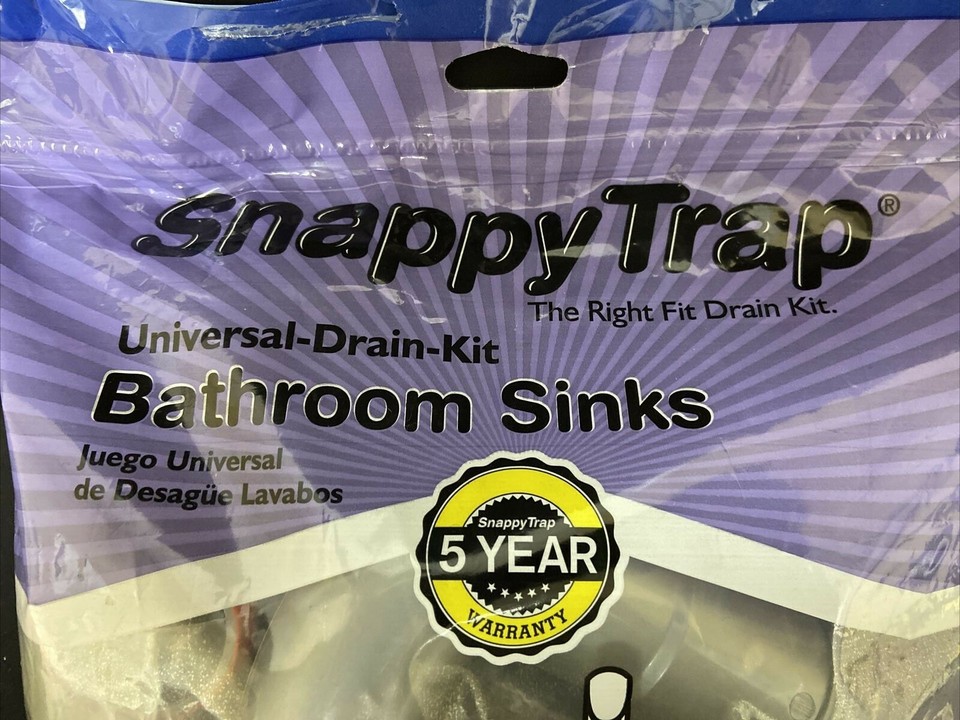 SnappyTrap®
The Right Fit Drain Kit.
Universal-Drain-Kit
Bathroom Sinks
Juego Universal
de Desagüe Lavabos
SnappyTrap
5 YEAR
WARRANTY